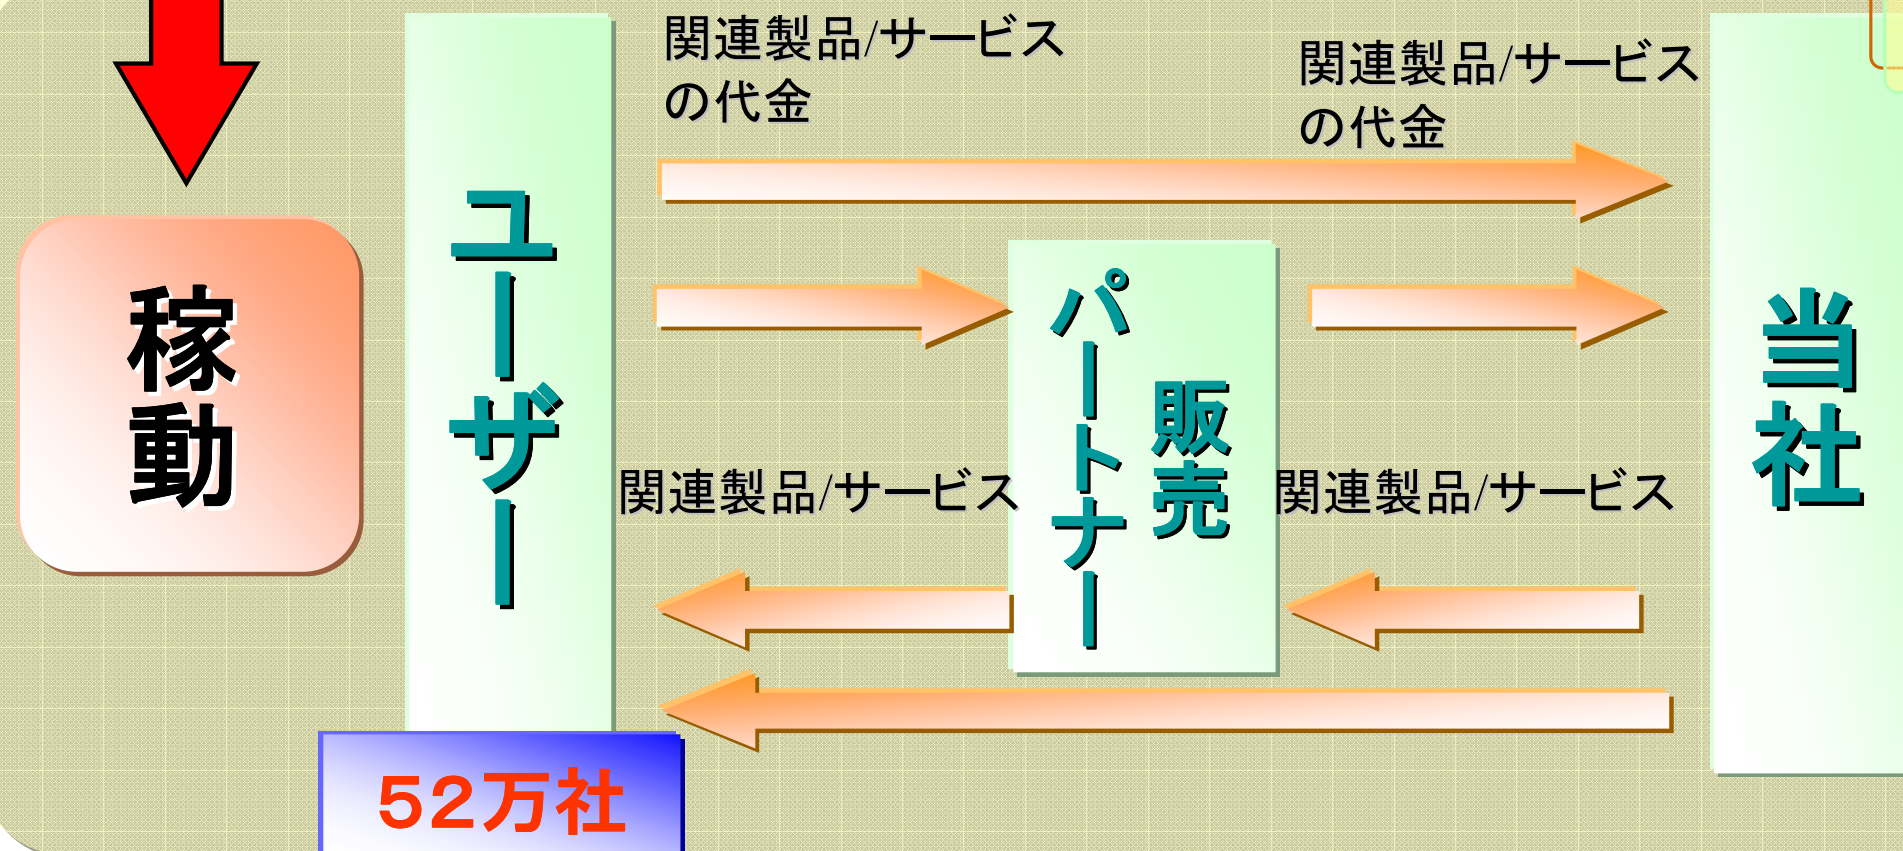 関連製品/サービス
の代金
関連製品/サービス
の代金
稼動
ユーザー
販売
パートナー
当社
関連製品/サービス
関連製品/サービス
52万社